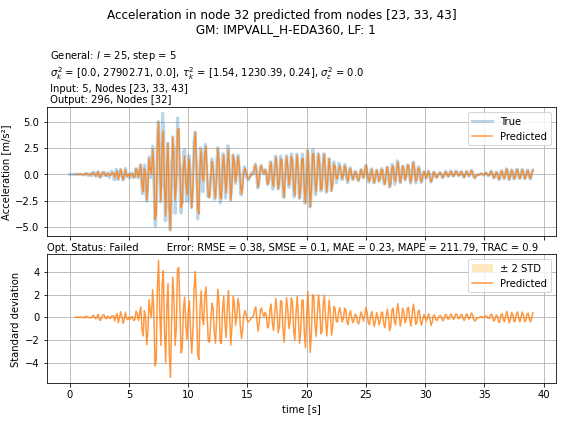 Acceleration in node 32 predicted from nodes [23, 33, 43]
GM: IMPVALL_H-EDA360, LF: 1
General: l = 25, step = 5
σ²ₖ = [0.0, 27902.71, 0.0], τ²ₖ = [1.54, 1230.39, 0.24], σ²ε = 0.0
Input: 5, Nodes [23, 33, 43]
Output: 296, Nodes [32]
Acceleration [m/s²]
5.0
2.5
0.0
−2.5
−5.0
True
Predicted
Opt. Status: Failed
Error: RMSE = 0.38, SMSE = 0.1, MAE = 0.23, MAPE = 211.79, TRAC = 0.9
Standard deviation
4
2
0
−2
−4
± 2 STD
Predicted
0 5 10 15 20 25 30 35 40
time [s]